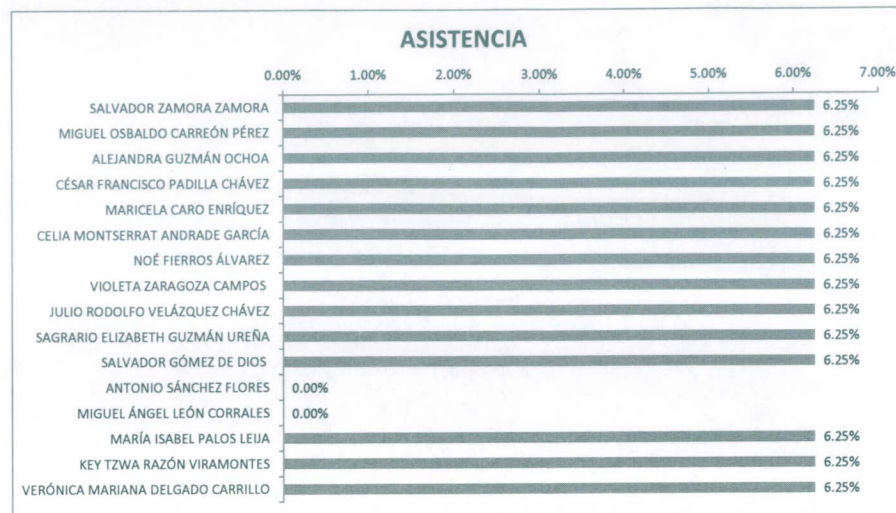 ASISTENCIA
0.00% 1.00% 2.00% 3.00% 4.00% 5.00% 6.00% 7.00%
SALVADOR ZAMORA ZAMORA 6.25%
MIGUEL OSBALDO CARREÓN PÉREZ 6.25%
ALEJANDRA GUZMÁN OCHOA 6.25%
CÉSAR FRANCISCO PADILLA CHÁVEZ 6.25%
MARICELA CARO ENRÍQUEZ 6.25%
CELIA MONTSERRAT ANDRADE GARCÍA 6.25%
NOÉ FIERROS ÁLVAREZ 6.25%
VIOLETA ZARAGOZA CAMPOS 6.25%
JULIO RODOLFO VELÁZQUEZ CHÁVEZ 6.25%
SAGRARIO ELIZABETH GUZMÁN UREÑA 6.25%
SALVADOR GÓMEZ DE DIOS 6.25%
ANTONIO SÁNCHEZ FLORES 0.00%
MIGUEL ÁNGEL LEÓN CORRALES 0.00%
MARÍA ISABEL PALOS LEIJA 6.25%
KEY TZWA RAZÓN VIRAMONTES 6.25%
VERÓNICA MARIANA DELGADO CARRILLO 6.25%